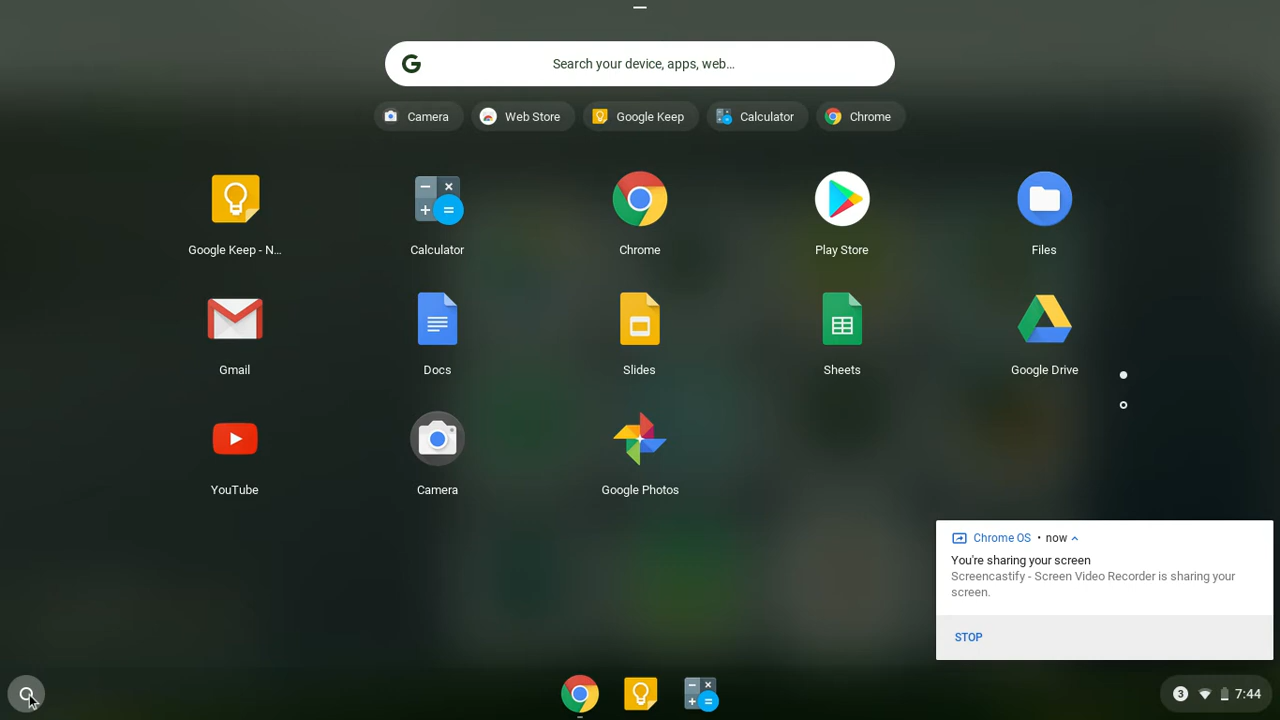 Search your device, apps, web...
Camera
Web Store
Google Keep
Calculator
Chrome
Google Keep - N...
Calculator
Chrome
Play Store
Files
Gmail
Docs
Slides
Sheets
Google Drive
YouTube
Camera
Google Photos
Chrome OS • now
You're sharing your screen
Screencastify - Screen Video Recorder is sharing your
screen.
STOP
3 7:44